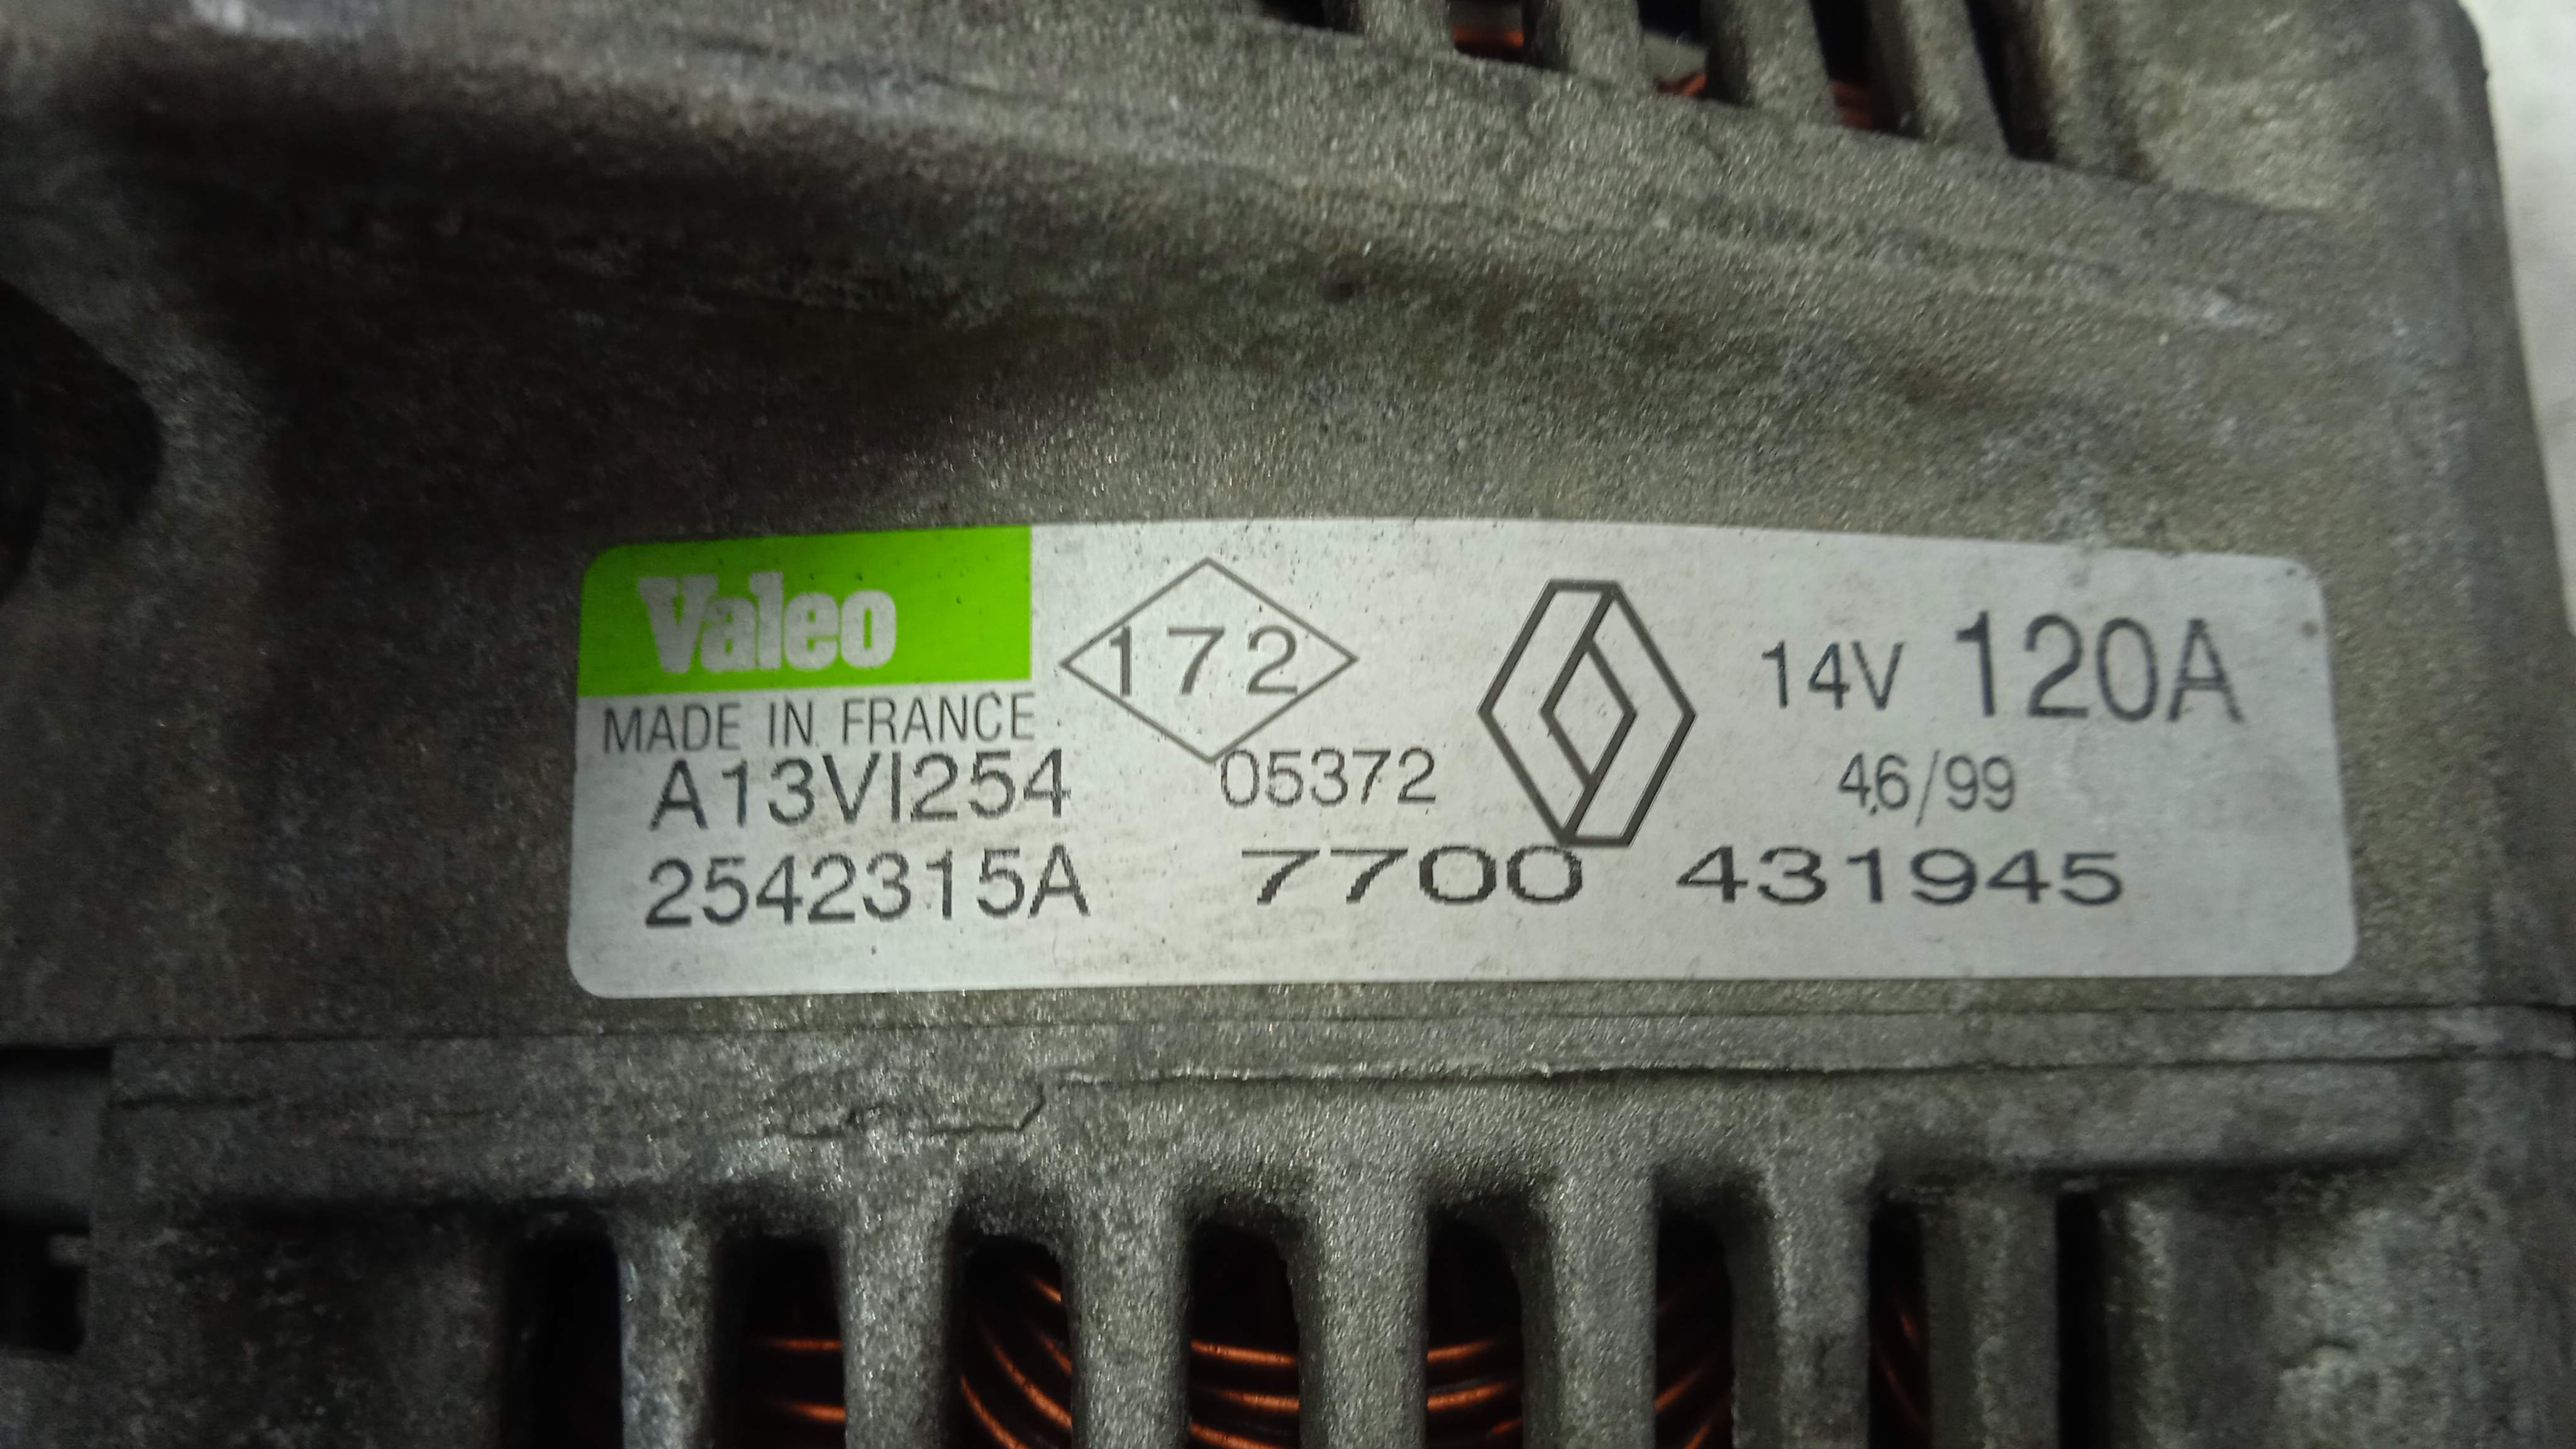 Valeo
MADE IN FRANCE
172
14V 120A
A13VI254
05372
46/99
2542315A
7700 431945